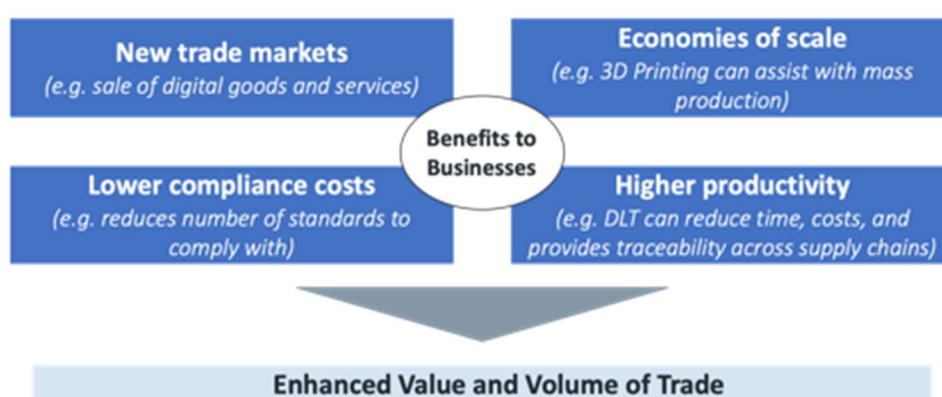 New trade markets
(e.g. sale of digital goods and services)
Economies of scale
(e.g. 3D Printing can assist with mass
production)
Benefits to
Businesses
Lower compliance costs
(e.g. reduces number of standards to
comply with)
Higher productivity
(e.g. DLT can reduce time, costs, and
provides traceability across supply chains)
Enhanced Value and Volume of Trade